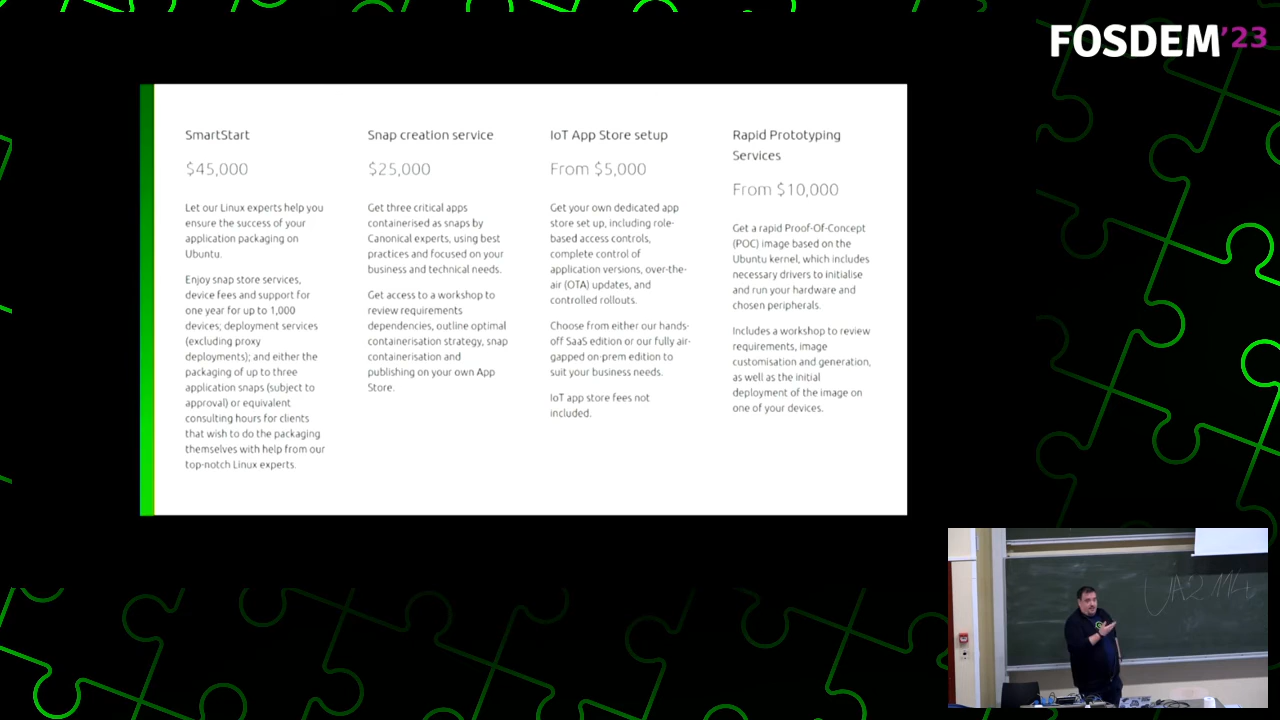 FOSDEM'23
SmartStart
$45,000
Let our Linux experts help you
ensure the success of your
application packaging on
Ubuntu.
Enjoy snap store services,
device fees and support for
one year for up to 1,000
devices; deployment services
(excluding proxy
deployments); and either the
packaging of up to three
application snaps (subject to
approval) or equivalent
consulting hours for clients
that wish to do the packaging
themselves with help from our
top-notch Linux experts.
Snap creation service
$25,000
Get three critical apps
containerised as snaps by
Canonical experts, using best
practices and focused on your
business and technical needs.
Get access to a workshop to
review requirements
dependencies, outline optimal
containerisation strategy, snap
containerisation and
publishing on your own App
Store.
IoT App Store setup
From $5,000
Get your own dedicated app
store set up, including role-
based access controls,
complete control of
application versions, over-the-
air (OTA) updates, and
controlled rollouts.
Choose from either our hands-
off SaaS edition or our fully air-
gapped on-prem edition to
suit your business needs.
IoT app store fees not
included.
Rapid Prototyping
Services
From $10,000
Get a rapid Proof-Of-Concept
(POC) image based on the
Ubuntu kernel, which includes
necessary drivers to initialise
and run your hardware and
chosen peripherals.
Includes a workshop to review
requirements, image
customisation and generation,
as well as the initial
deployment of the image on
one of your devices.